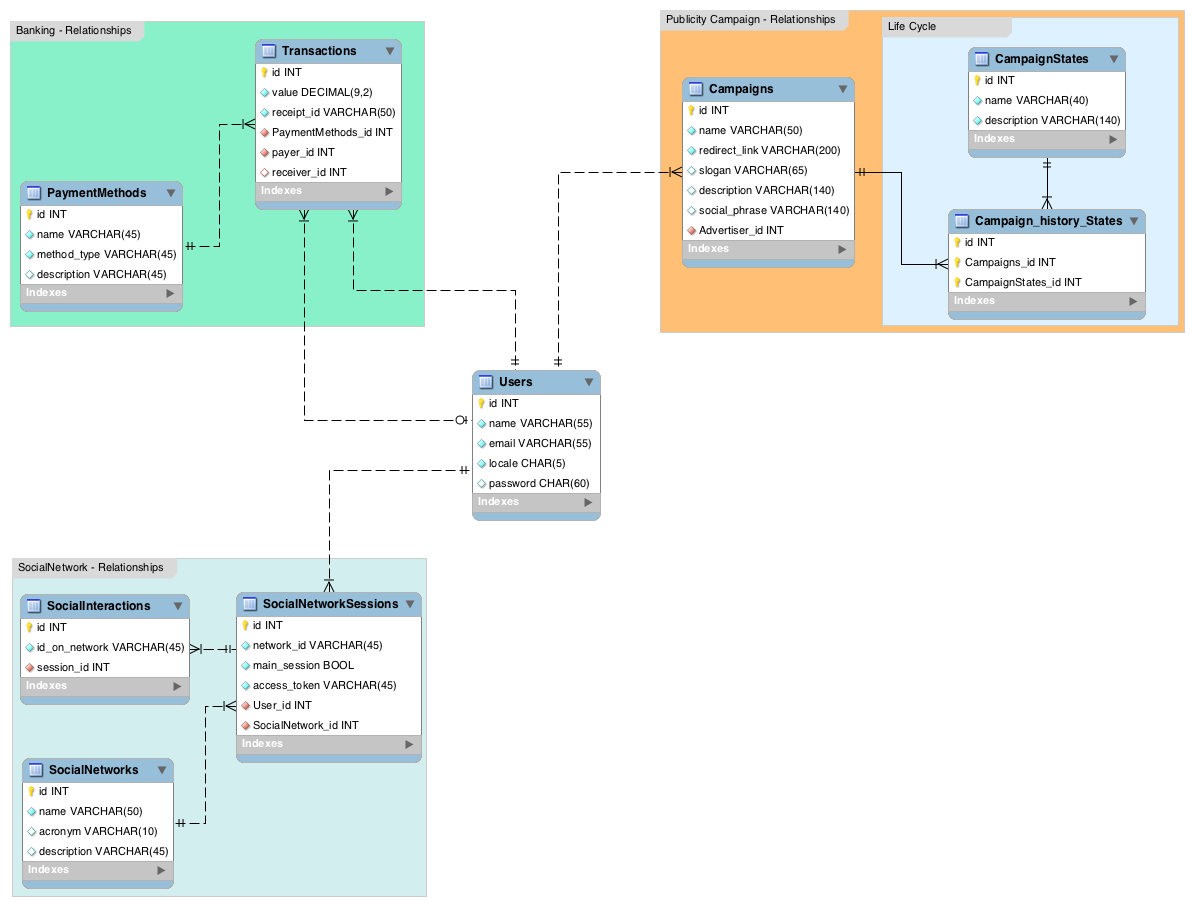 Banking - Relationships
Transactions
id INT
value DECIMAL(9,2)
receipt_id VARCHAR(50)
PaymentMethods_id INT
payer_id INT
receiver_id INT
Indexes
PaymentMethods
id INT
name VARCHAR(45)
method_type VARCHAR(45)
description VARCHAR(45)
Indexes
Publicity Campaign - Relationships
Campaigns
id INT
name VARCHAR(50)
redirect_link VARCHAR(200)
slogan VARCHAR(65)
description VARCHAR(140)
social_phrase VARCHAR(140)
Advertiser_id INT
Indexes
Life Cycle
CampaignStates
id INT
name VARCHAR(40)
description VARCHAR(140)
Indexes
Campaign_history_States
id INT
Campaigns_id INT
CampaignStates_id INT
Indexes
Users
id INT
name VARCHAR(55)
email VARCHAR(55)
locale CHAR(5)
password CHAR(60)
Indexes
SocialNetwork - Relationships
SocialInteractions
id INT
id_on_network VARCHAR(45)
session_id INT
Indexes
SocialNetworkSessions
id INT
network_id VARCHAR(45)
main_session BOOL
access_token VARCHAR(45)
User_id INT
SocialNetwork_id INT
Indexes
SocialNetworks
id INT
name VARCHAR(50)
acronym VARCHAR(10)
description VARCHAR(45)
Indexes